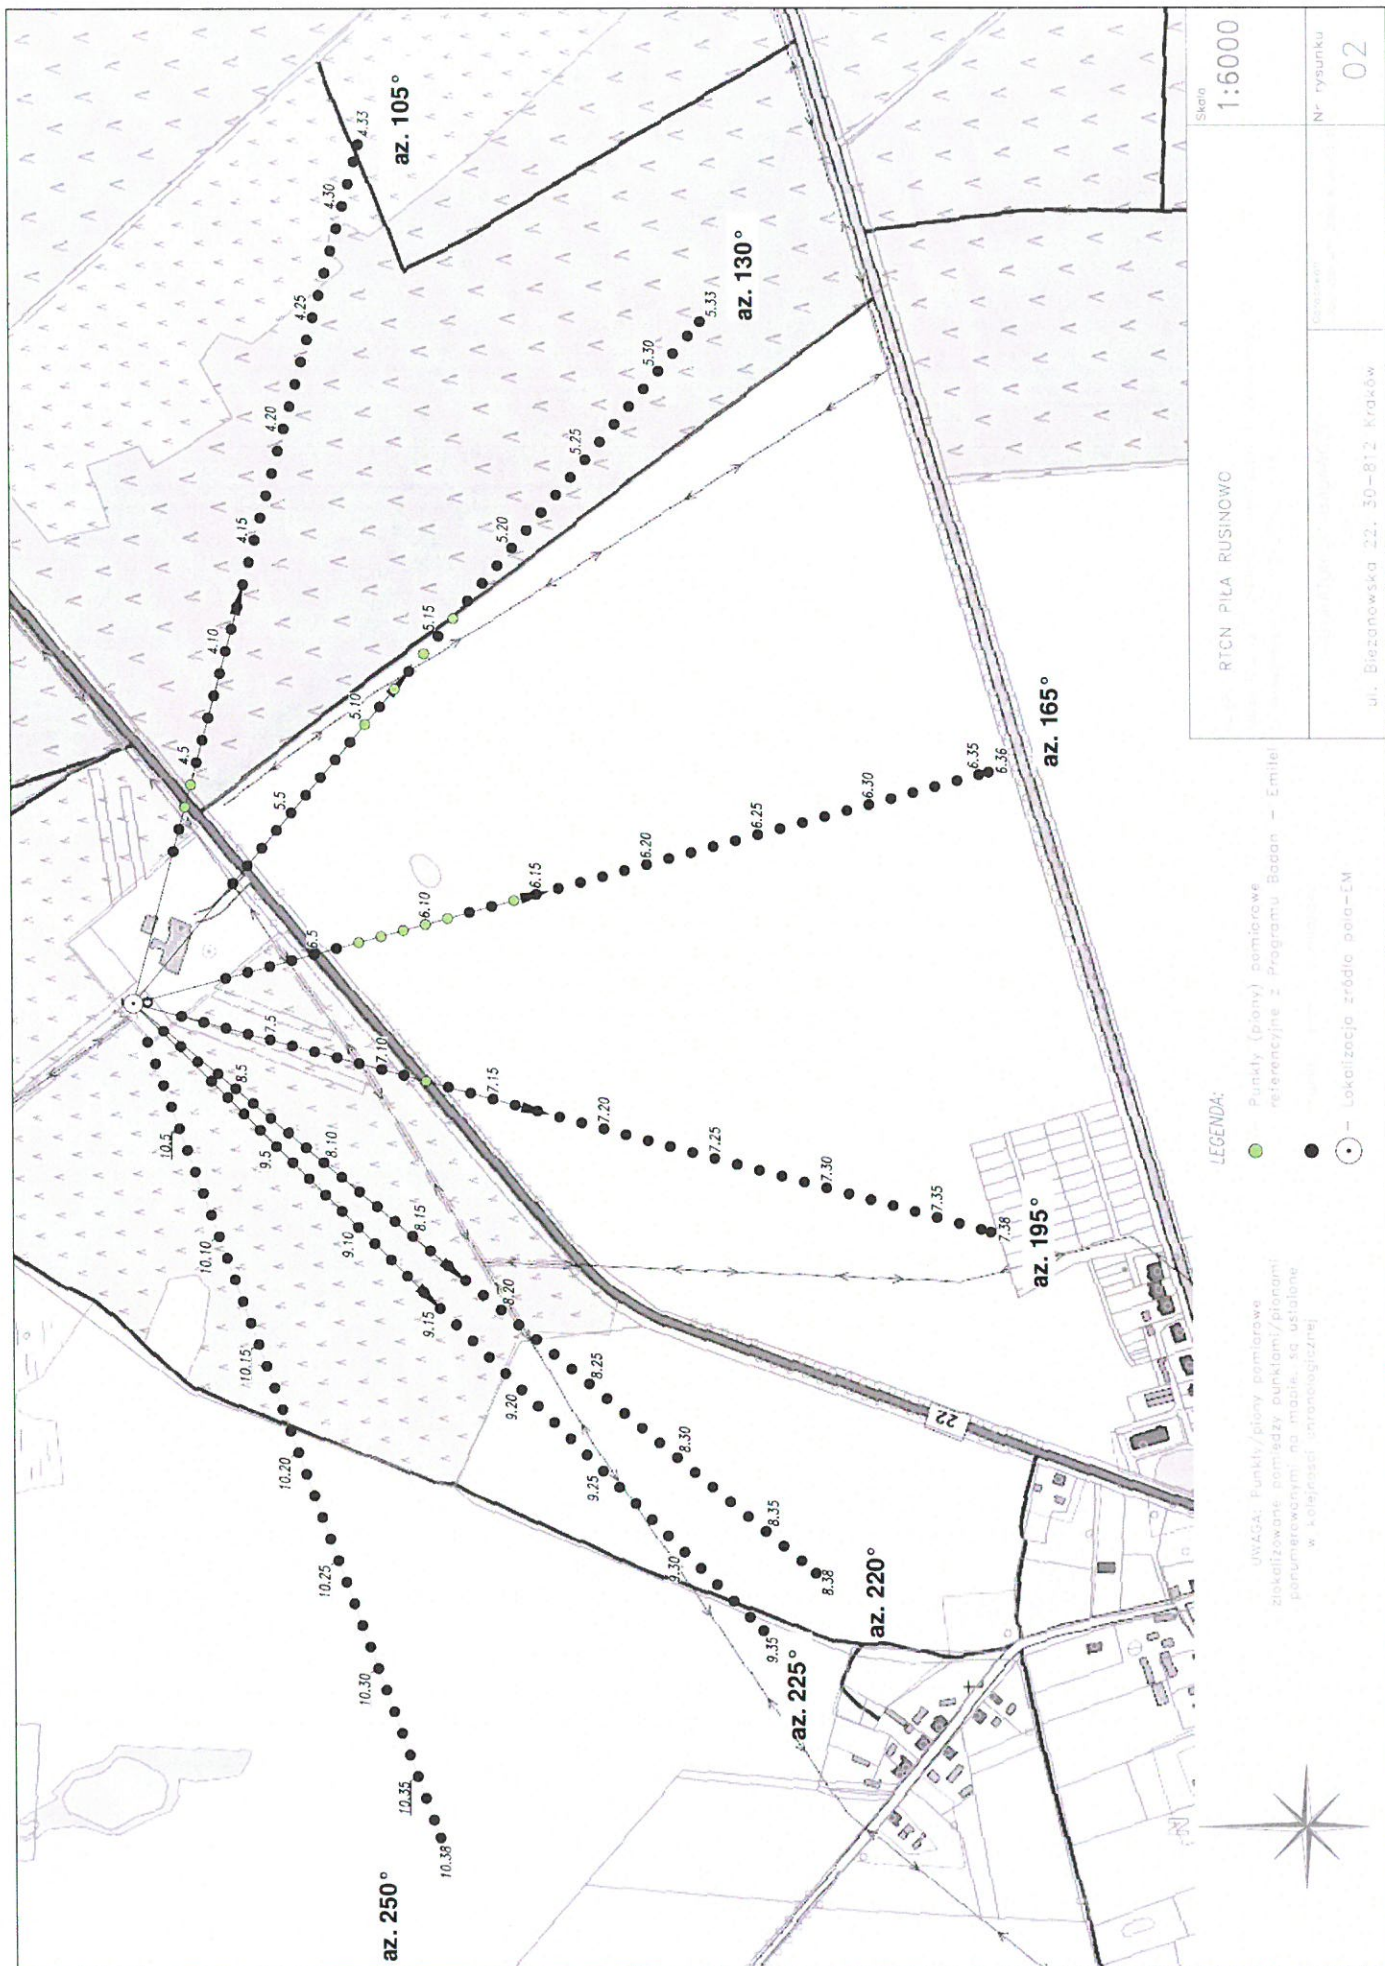 az. 105°
4.33
4.30
4.25
4.20
4.15
4.10
4.5
az. 130°
5.33
5.30
5.25
5.20
5.15
5.10
5.5
az. 165°
6.36
6.35
6.30
6.25
6.20
6.15
6.10
6.5
az. 195°
7.38
7.35
7.30
7.25
7.20
7.15
7.10
7.5
az. 220°
8.38
8.35
8.30
8.25
8.20
8.15
8.10
8.5
az. 225°
9.35
9.30
9.25
9.20
9.15
9.10
9.5
az. 250°
10.38
10.35
10.30
10.25
10.20
10.15
10.10
10.5
22
N
LEGENDA:
Punkty (piony) pomiarowe
referencyjne z Programu Badań - Emitel
- Lokalizacja źródła pola-EM
UWAGA: Punkty/piony pomiarowe
zlokalizowane pomiędzy punktami/pionami
ponumerowanymi na mapie, są ustalone
w kolejności chronologicznej
RTCN PIŁA RUSINOWO
Skala
1:6000
Nr rysunku
02
ul. Bieżanowska 22, 30-812 Kraków